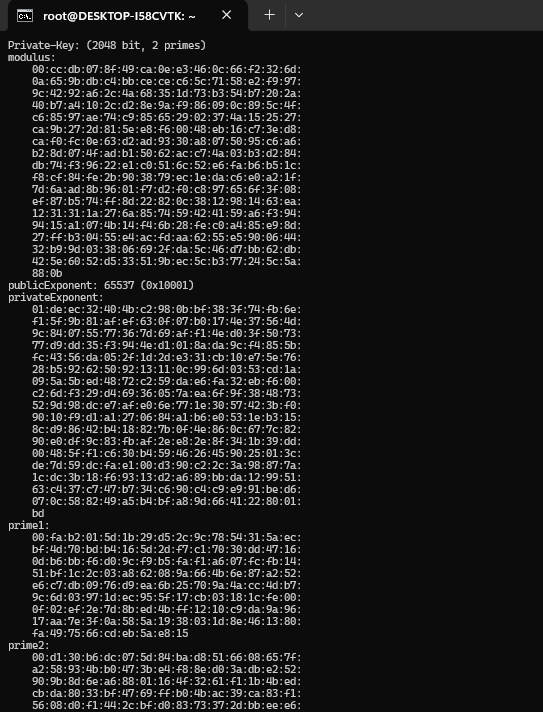 root@DESKTOP-I58CVTK: ~
Private-Key: (2048 bit, 2 primes)
modulus:
00:cc:db:07:8f:49:ca:0e:e3:46:0c:66:f2:32:6d:
0a:65:9b:db:c4:bb:ce:ce:c6:5c:71:58:e2:f9:97:
9c:42:92:a6:2c:4a:68:35:1d:73:b3:54:b7:20:2a:
40:b7:a4:10:2c:d2:8e:9a:f9:86:09:0c:89:5c:4f:
c6:85:97:ae:74:c9:85:65:29:02:37:4a:15:25:27:
ca:9b:27:2d:81:5e:e8:f6:00:48:eb:16:c7:3e:d8:
ca:f0:fc:0e:63:d2:ad:93:30:a8:07:50:95:c6:a6:
b2:8d:07:4f:ad:b1:50:62:ac:c7:4a:03:b3:d2:84:
db:74:f3:96:22:e1:c0:51:6c:52:e6:fa:b6:b5:1c:
f8:cf:84:fe:2b:90:38:79:ec:1e:da:c6:e0:a2:1f:
7d:6a:ad:8b:96:01:f7:d2:f0:c8:97:65:6f:3f:08:
ef:87:b5:74:ff:8d:22:82:0c:38:12:98:14:63:ea:
12:31:31:1a:27:6a:85:74:59:42:41:59:a6:f3:94:
94:15:a1:07:4b:14:f4:6b:28:fe:c0:a4:85:e9:8d:
27:ff:b3:04:55:e4:ac:fd:aa:62:55:e5:90:06:44:
32:b9:9d:03:38:06:69:2f:da:5c:46:d7:bb:62:db:
42:5e:60:52:d5:33:51:9b:ec:5c:b3:77:24:5c:5a:
88:0b
publicExponent: 65537 (0x10001)
privateExponent:
01:de:ec:32:40:4b:c2:98:0b:bf:38:3f:74:fb:6e:
f1:5f:9b:81:af:ef:63:0f:07:b0:17:4e:37:56:4d:
9c:84:07:55:77:36:7d:69:af:f1:4e:d0:3f:50:73:
77:d9:dd:35:f3:94:4e:d1:01:8a:da:9c:f4:85:5b:
fc:43:56:da:05:2f:1d:2d:e3:31:cb:10:e7:5e:76:
28:b5:92:62:50:92:13:11:0c:99:6d:03:53:cd:1a:
09:5a:5b:ed:48:72:c2:59:da:e6:fa:32:eb:f6:00:
c2:6d:f3:29:d4:69:36:05:7a:ea:6f:9f:38:48:73:
52:9d:98:dc:e7:af:e0:6e:77:1e:30:57:42:3b:f0:
90:10:f9:d1:a1:27:06:84:a1:b6:e0:53:1e:b3:15:
8c:d9:86:42:b4:18:82:7b:0f:4e:86:0c:67:7c:82:
90:e0:df:9c:83:fb:af:2e:e8:2e:8f:34:1b:39:dd:
00:48:5f:f1:c6:30:b4:59:46:26:45:90:25:01:3c:
de:7d:59:dc:fa:e1:00:d3:90:c2:2c:3a:98:87:7a:
1c:dc:3b:18:f6:93:13:d2:a6:89:bb:da:12:99:51:
63:c4:37:c7:47:b7:34:c6:90:c4:c9:e9:91:be:d6:
07:0c:58:82:49:a5:b4:bf:a8:9d:66:41:22:80:01:
bd
prime1:
00:fa:b2:01:5d:1b:29:d5:2c:9c:78:54:31:5a:ec:
bf:4d:70:bd:b4:16:5d:2d:f7:c1:70:30:dd:47:16:
0d:b6:bb:f6:d0:9c:f9:b5:fa:f1:a6:07:fc:fb:14:
51:bf:1c:2c:03:a8:62:08:9a:66:4b:6e:87:a2:52:
e6:c7:db:09:76:d9:ea:6b:25:70:9a:4a:cc:4d:b7:
9c:6d:03:97:1d:ec:95:5f:17:cb:03:18:1c:fe:00:
0f:02:ef:2e:7d:8b:ed:4b:ff:12:10:c9:da:9a:96:
17:aa:7e:3f:0a:58:5a:19:38:03:1d:8e:46:13:80:
fa:49:75:66:cd:eb:5a:e8:15
prime2:
00:d1:30:b6:dc:07:5d:84:ba:d8:51:66:08:65:7f:
a2:58:93:4b:b0:47:3b:e4:f8:8e:d0:3a:db:e2:52:
90:9b:8d:6e:a6:88:01:16:4f:32:61:f1:1b:4b:ed:
cb:da:80:33:bf:47:69:ff:b0:4b:ac:39:ca:83:f1:
56:08:d0:f1:44:2c:bf:d0:83:73:37:2d:bb:ee:e6: